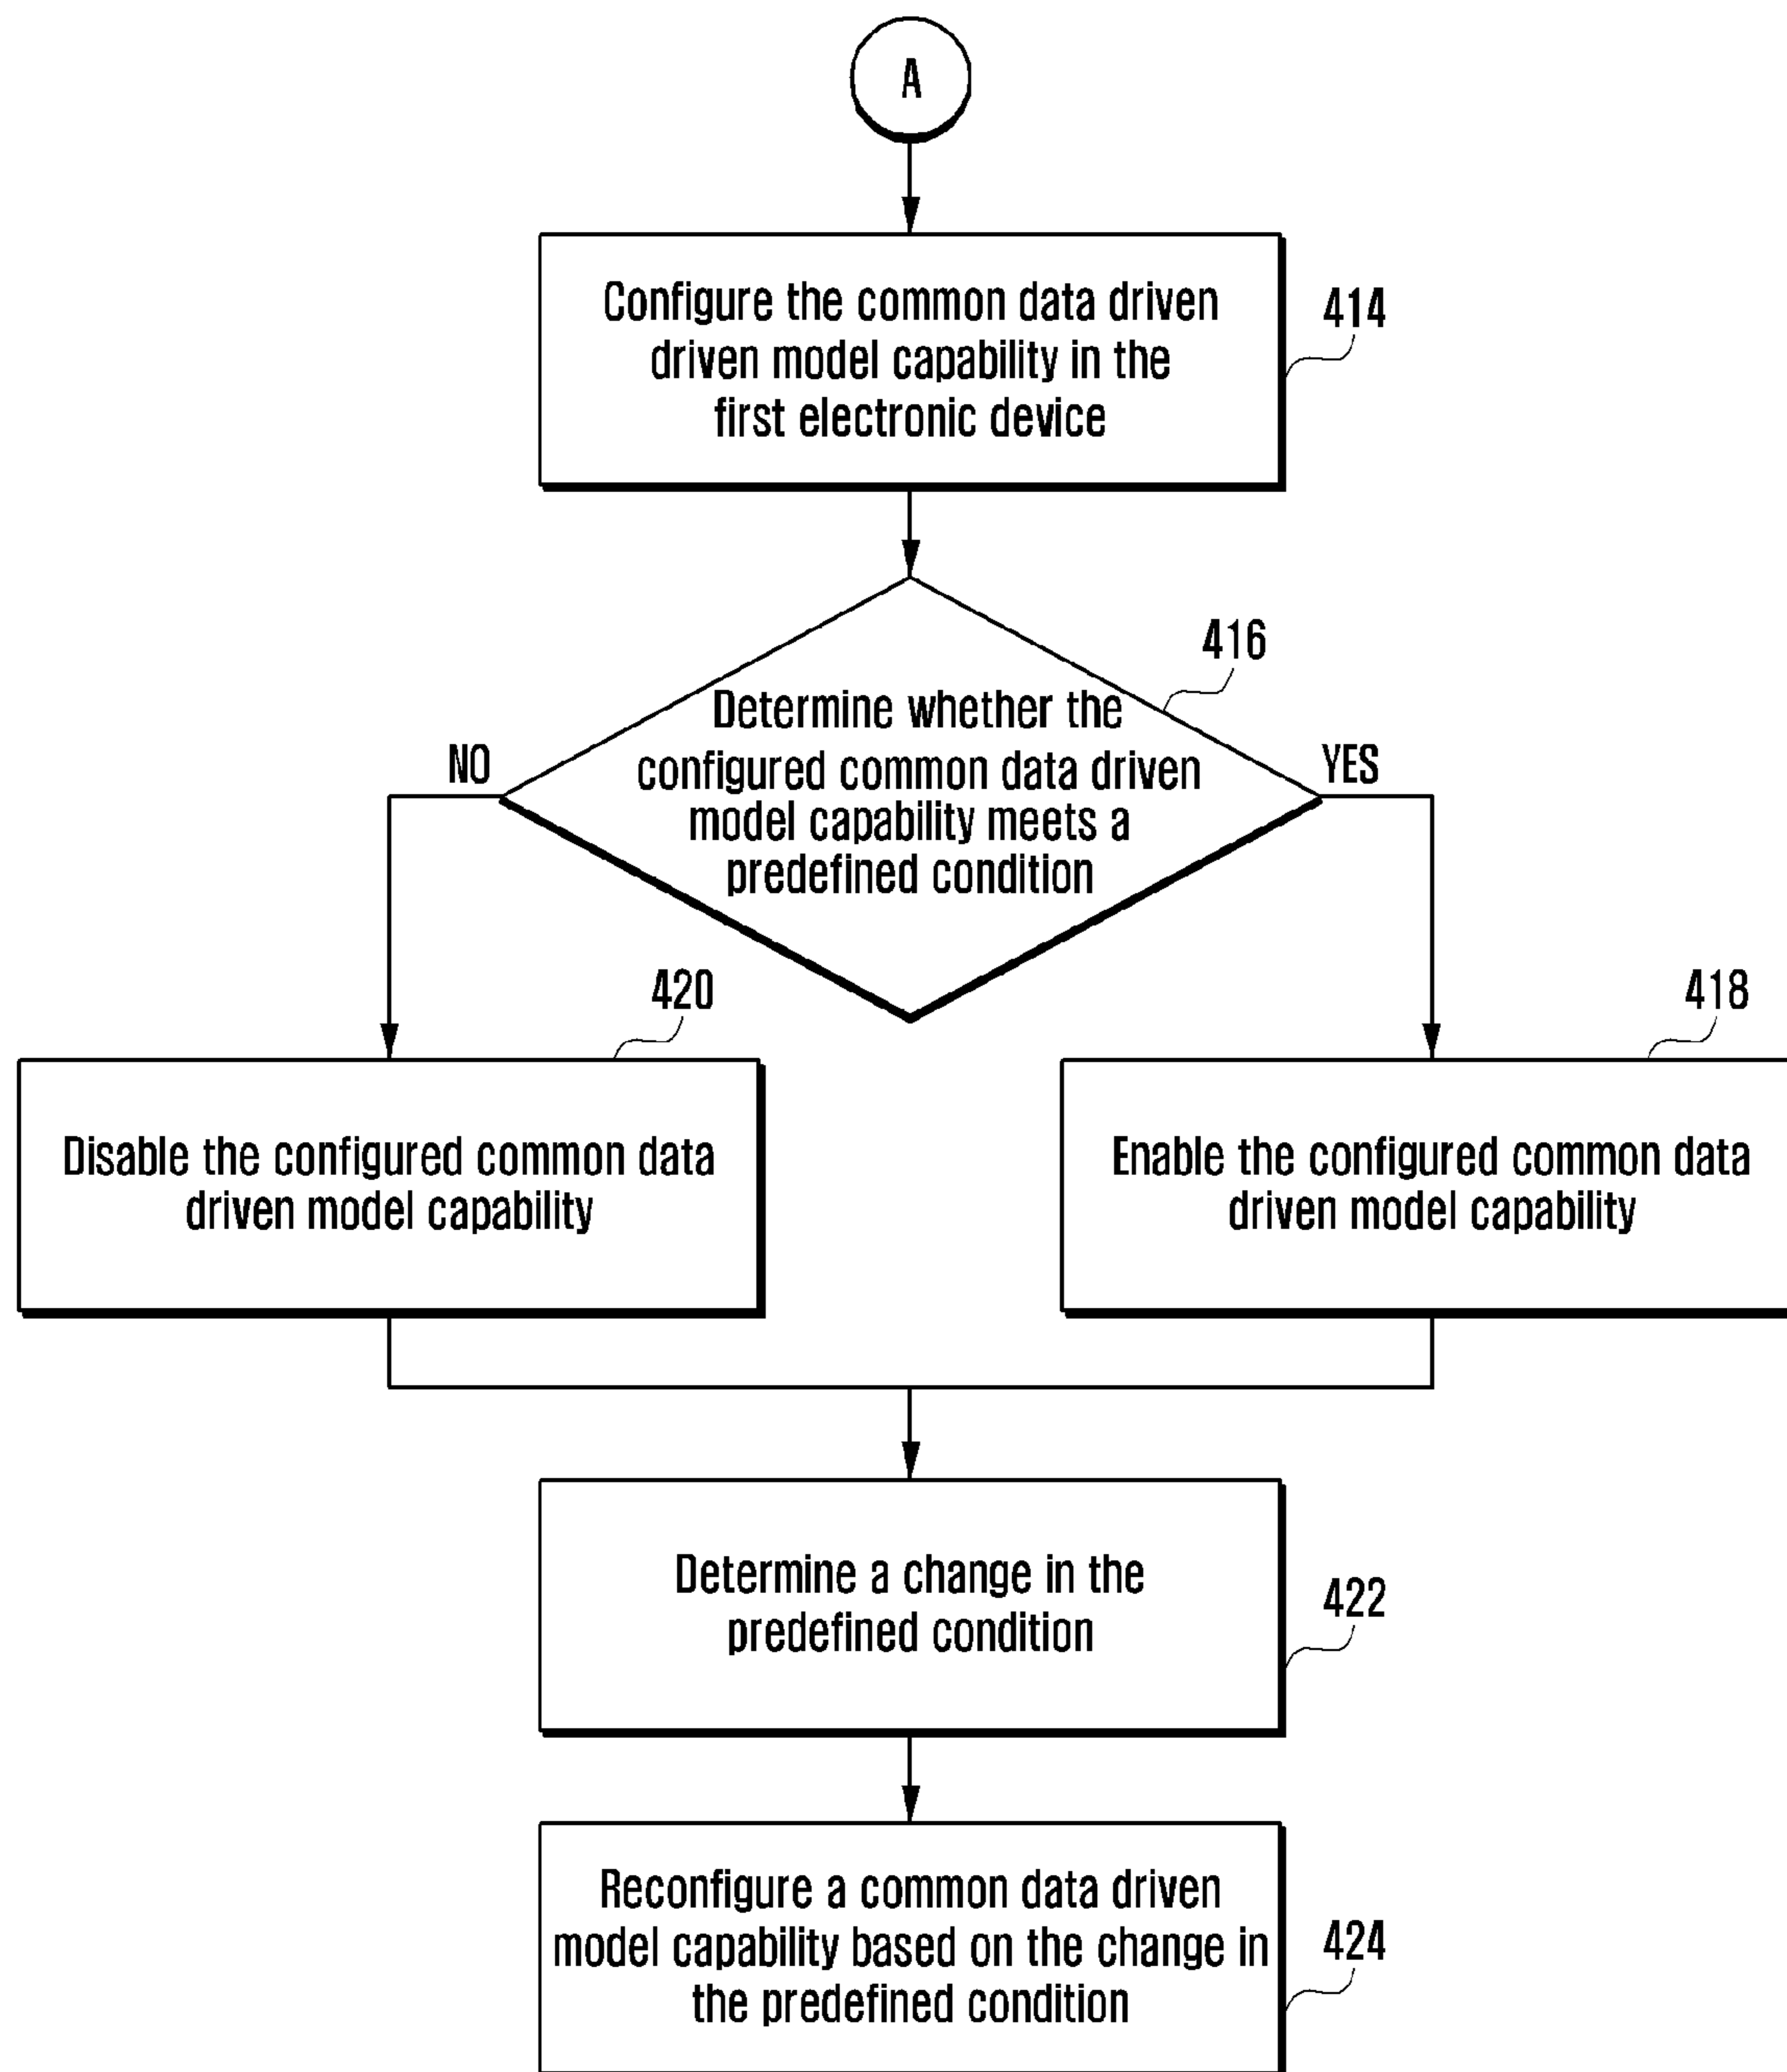 A
Configure the common data driven
driven model capability in the
first electronic device
414
416
Determine whether the
configured common data driven
model capability meets a
predefined condition
NO
YES
420
418
Disable the configured common data
driven model capability
Enable the configured common data
driven model capability
Determine a change in the
predefined condition
422
Reconfigure a common data driven
model capability based on the change in
the predefined condition
424